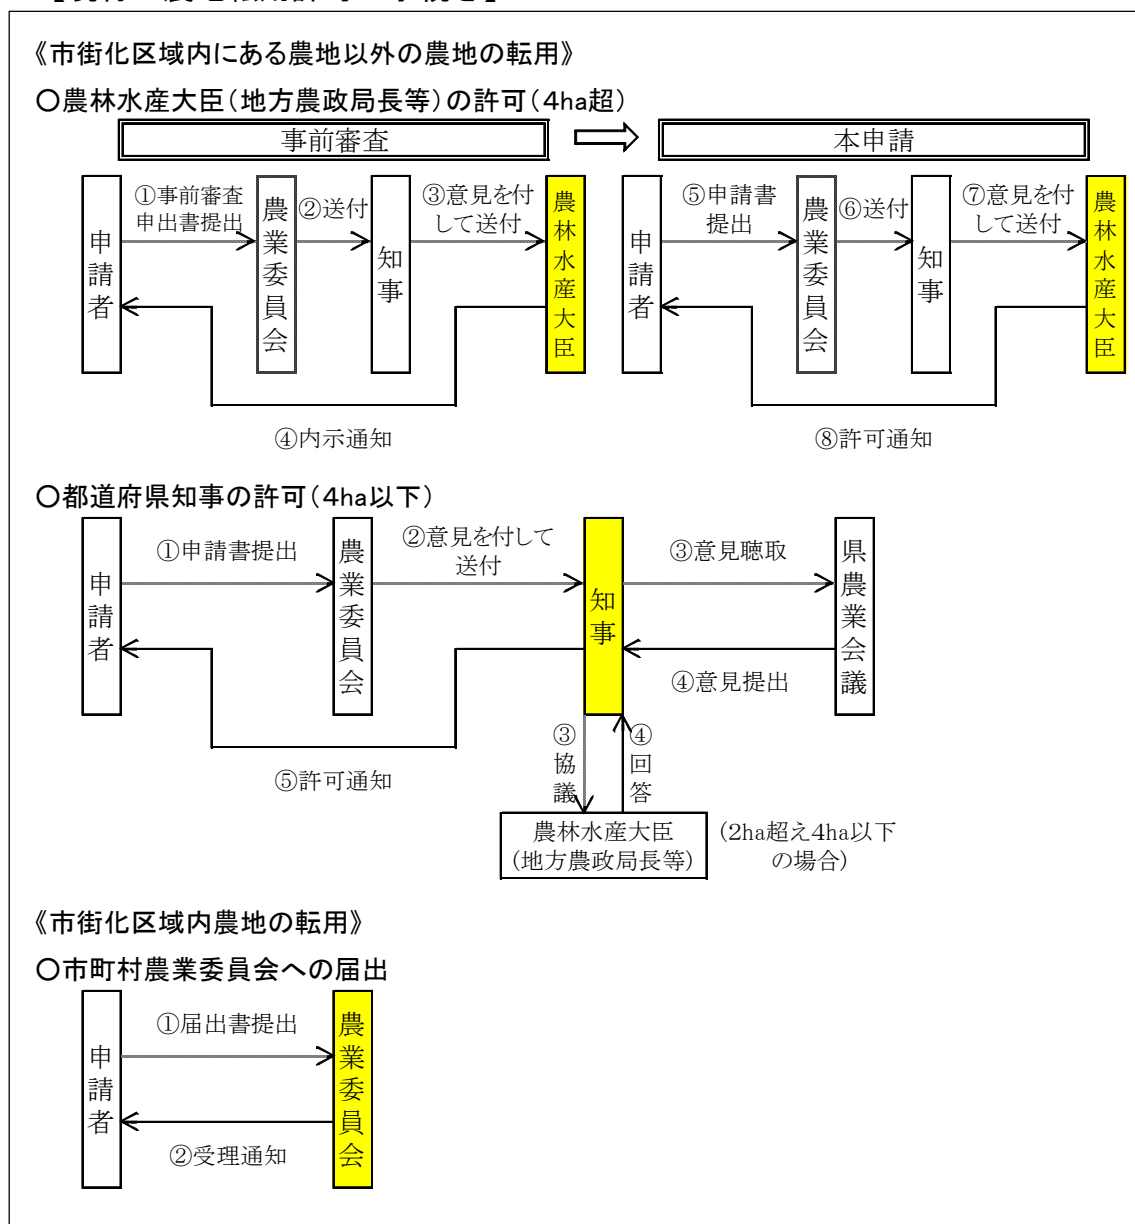 《市街化区域内にある農地以外の農地の転用》
○農林水産大臣(地方農政局長等)の許可(4ha超)
事前審査
本申請
申請者
①事前審査
申出書提出
農業委員会
②送付
知事
③意見を付
して送付
農林水産大臣
④内示通知
申請者
⑤申請書
提出
農業委員会
⑥送付
知事
⑦意見を付
して送付
農林水産大臣
⑧許可通知
○都道府県知事の許可(4ha以下)
申請者
①申請書提出
農業委員会
②意見を付して
送付
知事
③意見聴取
県農業会議
④意見提出
⑤許可通知
③協議
④回答
農林水産大臣
(地方農政局長等)
(2ha超え4ha以下
の場合)
《市街化区域内農地の転用》
○市町村農業委員会への届出
申請者
①届出書提出
農業委員会
②受理通知